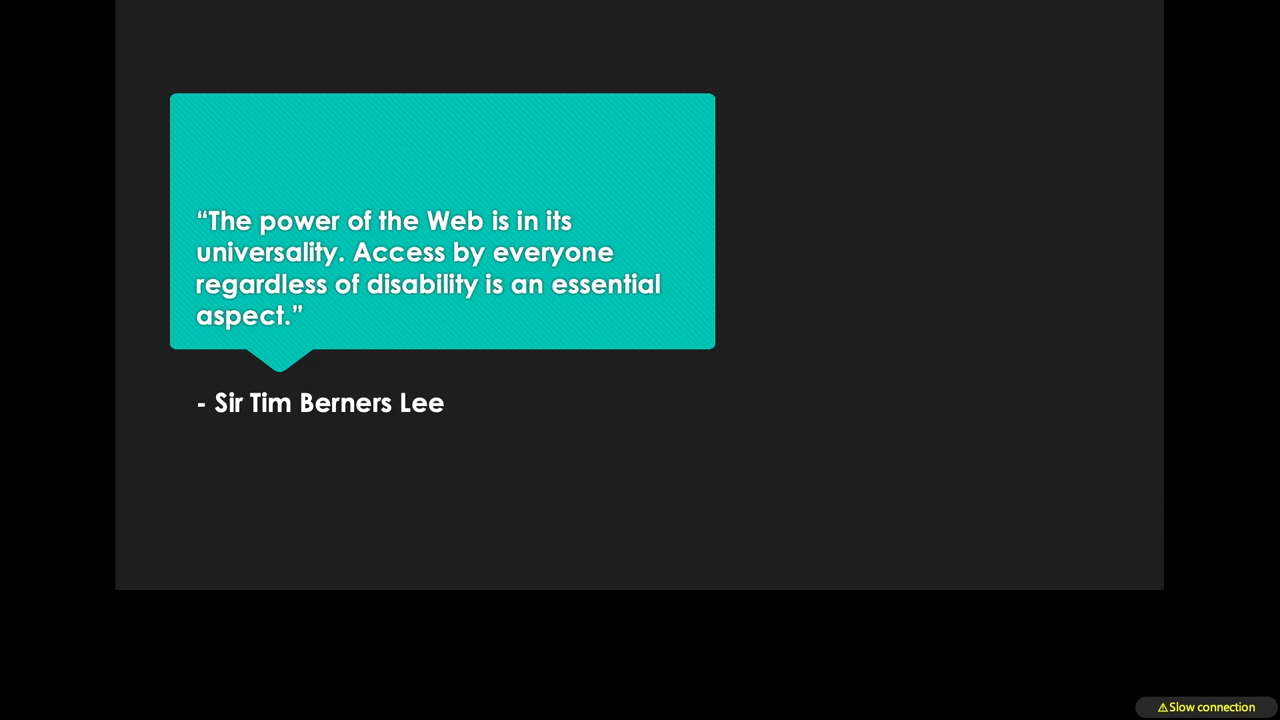 “The power of the Web is in its
universality. Access by everyone
regardless of disability is an essential
aspect.”
- Sir Tim Berners Lee
⚠Slow connection